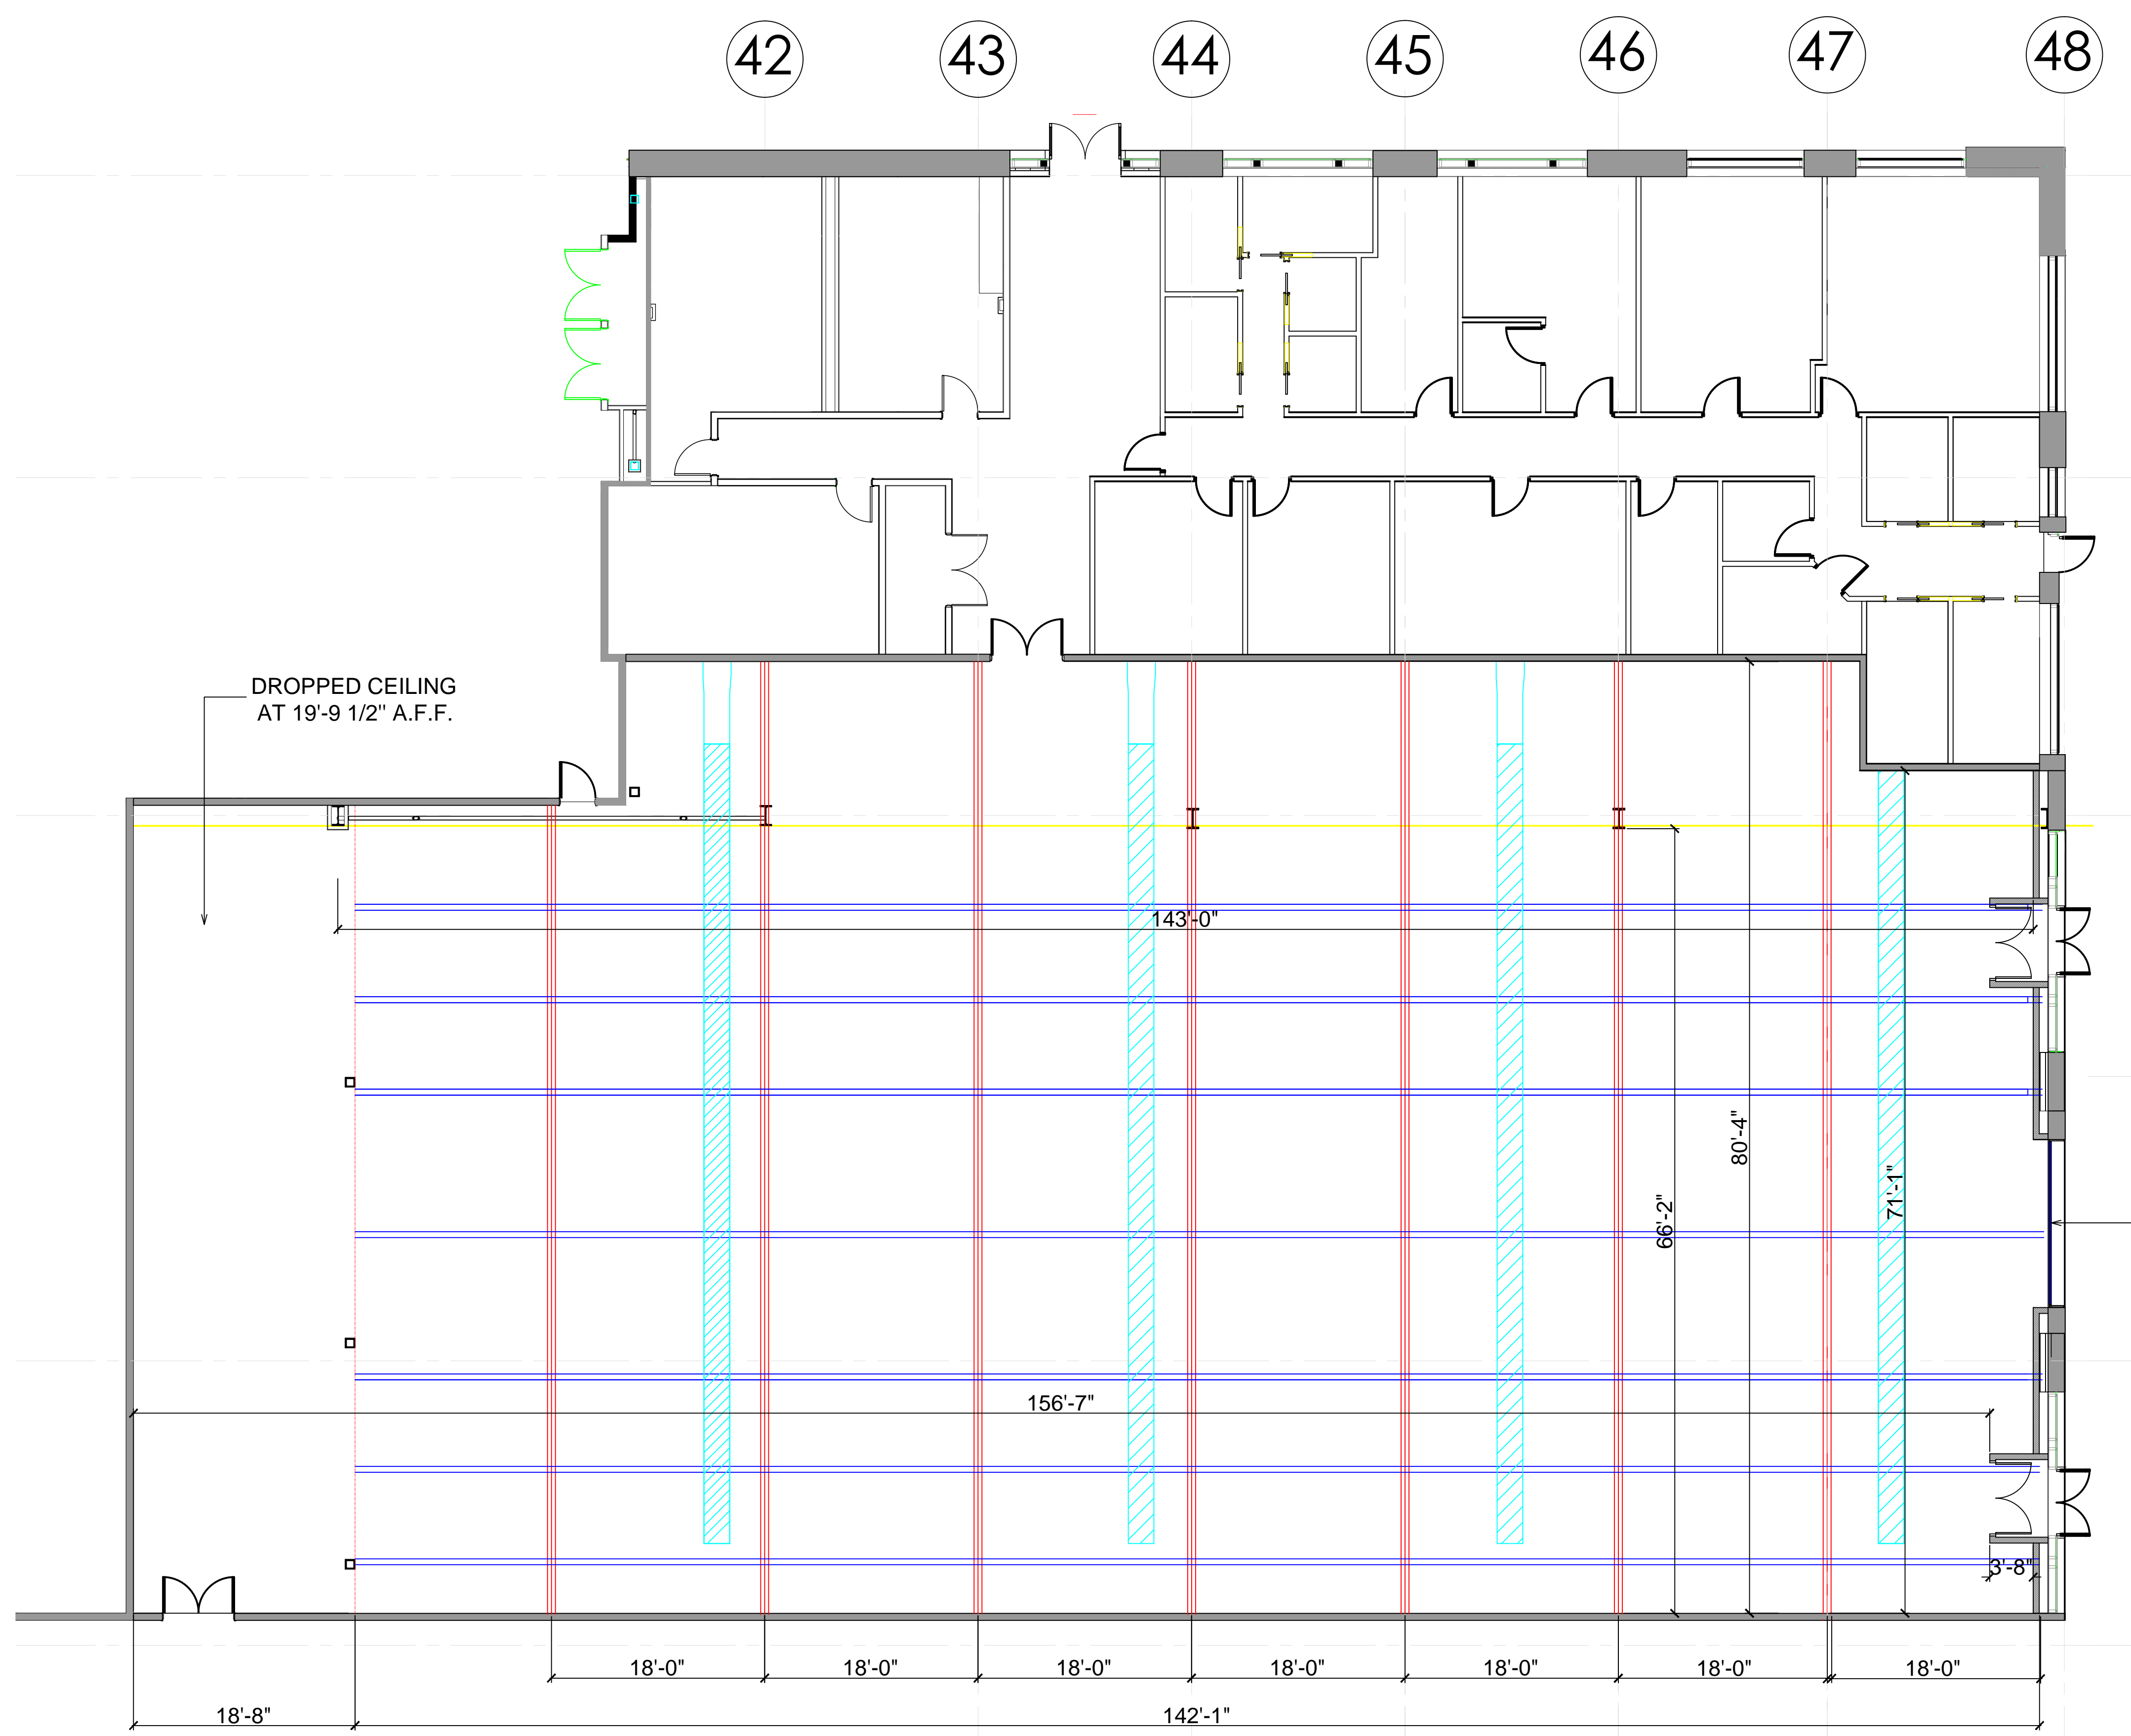 42 43 44 45 46 47 48
DROPPED CEILING
AT 19'-9 1/2" A.F.F.
143'-0"
80'-4"
71'-1"
66'-2"
156'-7"
3'-8"
18'-0" 18'-0" 18'-0" 18'-0" 18'-0" 18'-0" 18'-0"
18'-8" 142'-1"